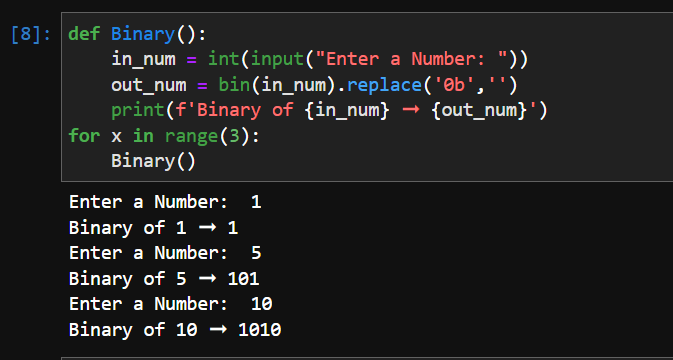 [8]: def Binary():
    in_num = int(input("Enter a Number: "))
    out_num = bin(in_num).replace('0b','')
    print(f'Binary of {in_num} ➞ {out_num}')
for x in range(3):
    Binary()
Enter a Number:  1
Binary of 1 ➞ 1
Enter a Number:  5
Binary of 5 ➞ 101
Enter a Number:  10
Binary of 10 ➞ 1010